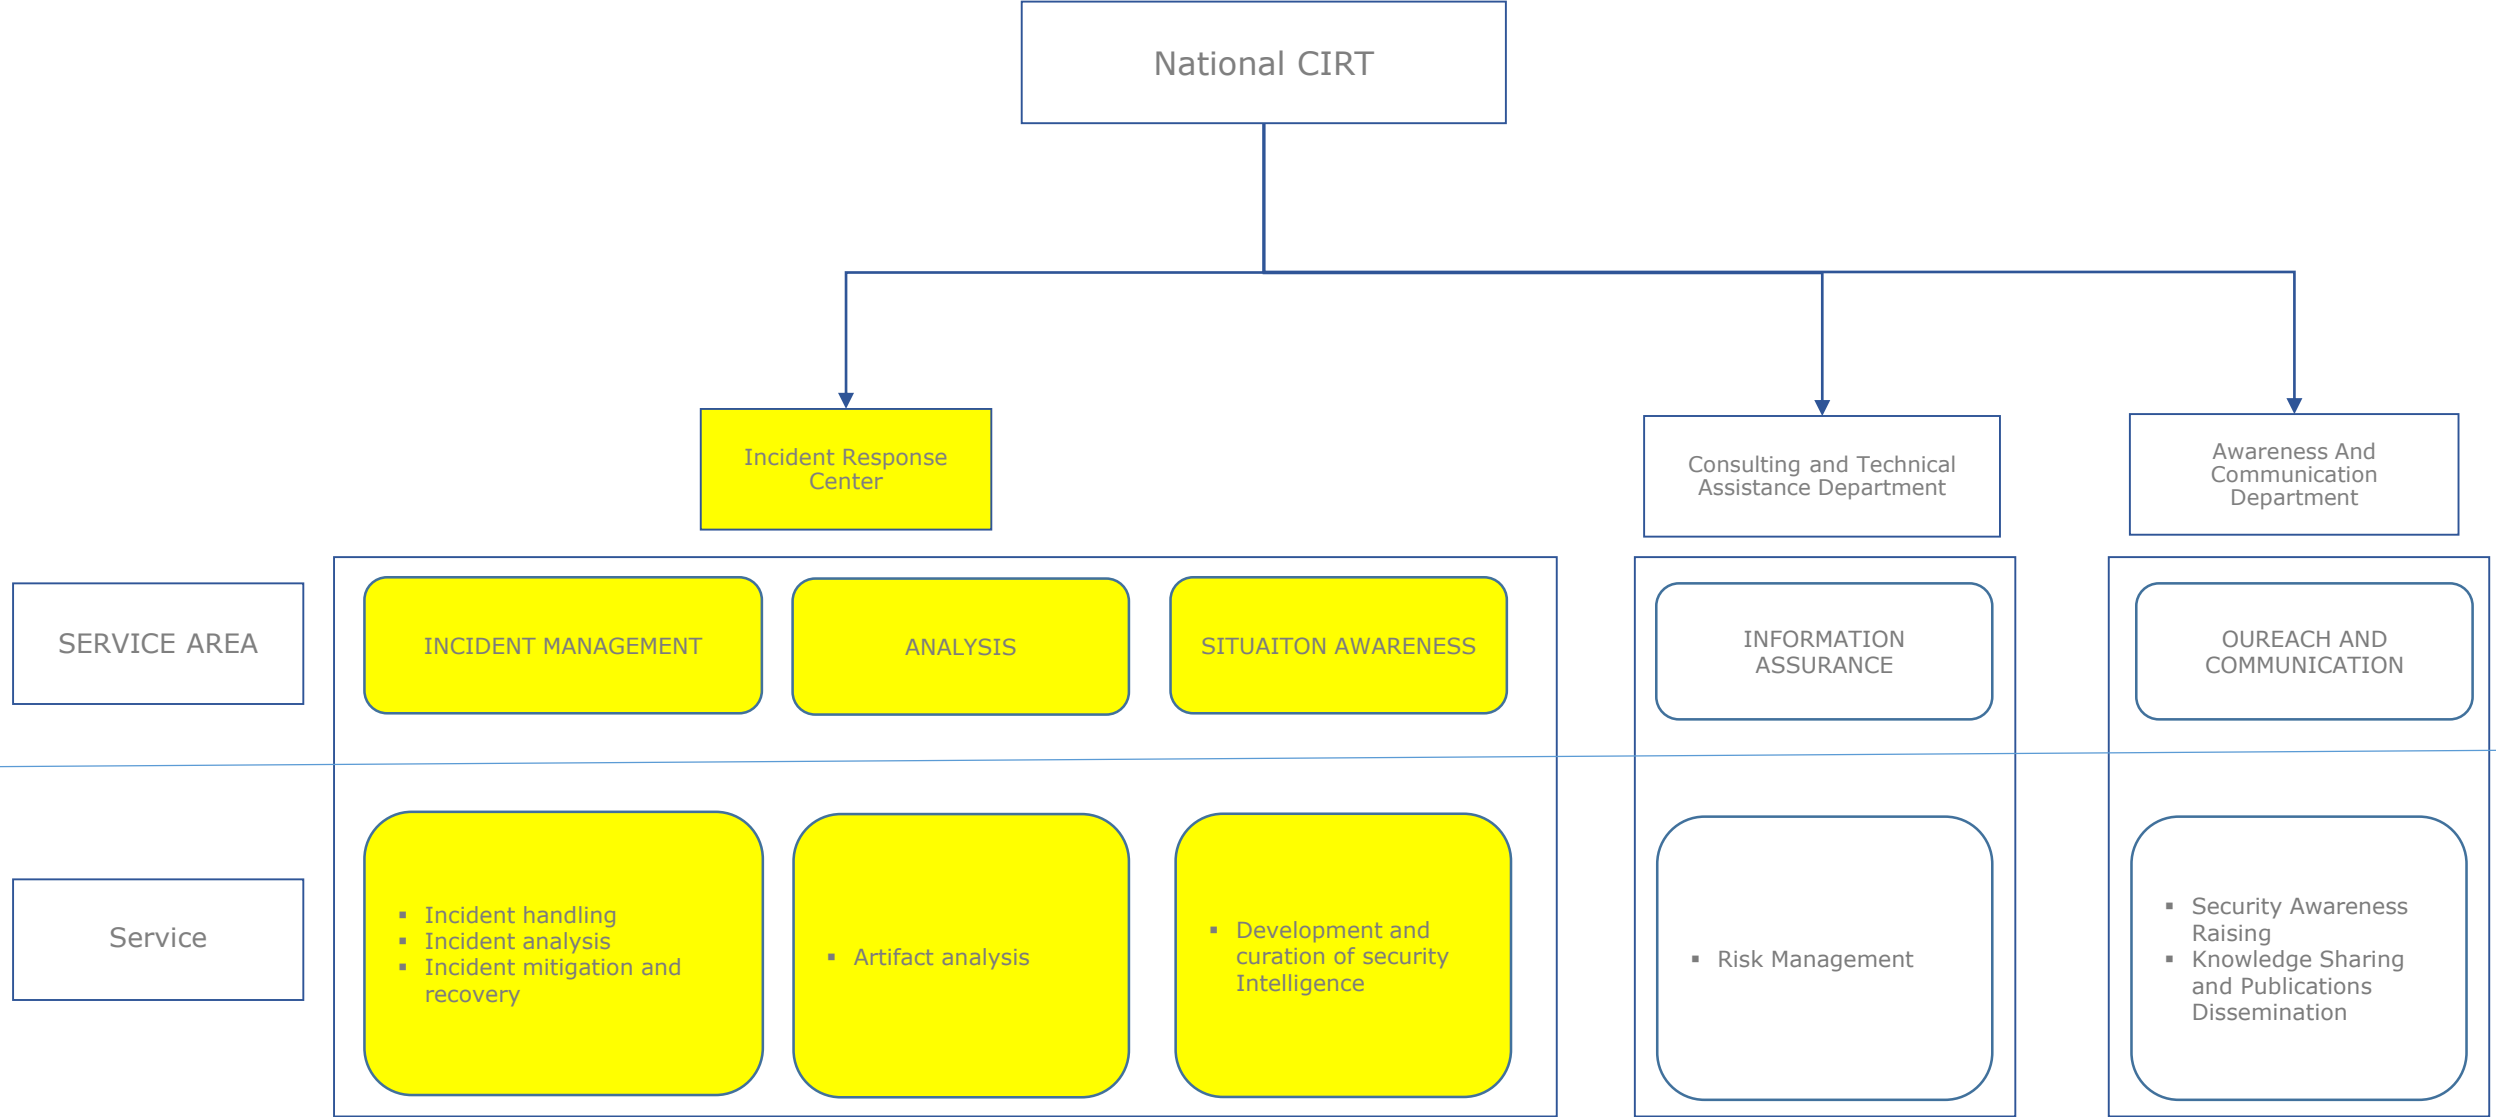 National CIRT
Incident Response
Center
Consulting and Technical
Assistance Department
Awareness And
Communication
Department
SERVICE AREA
INCIDENT MANAGEMENT
ANALYSIS
SITUAITON AWARENESS
INFORMATION
ASSURANCE
OUREACH AND
COMMUNICATION
Service
▪ Incident handling
▪ Incident analysis
▪ Incident mitigation and
recovery
▪ Artifact analysis
▪ Development and
curation of security
Intelligence
▪ Risk Management
▪ Security Awareness
Raising
▪ Knowledge Sharing
and Publications
Dissemination